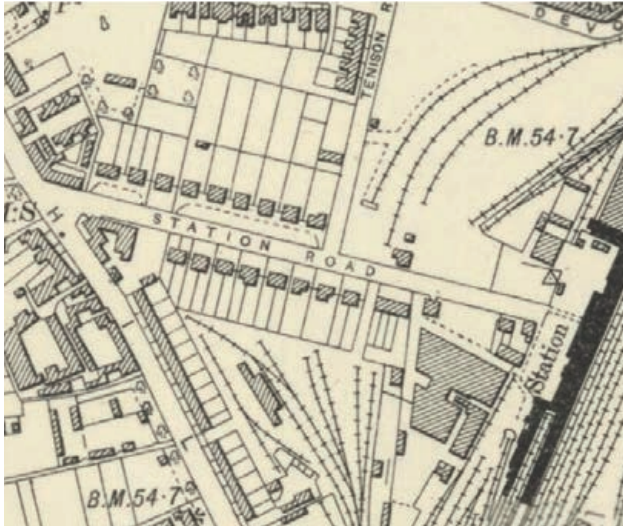 DEVO
TENISON R
B.M.54·7
M:S
H.
STATION ROAD
Station
B.M.54·7